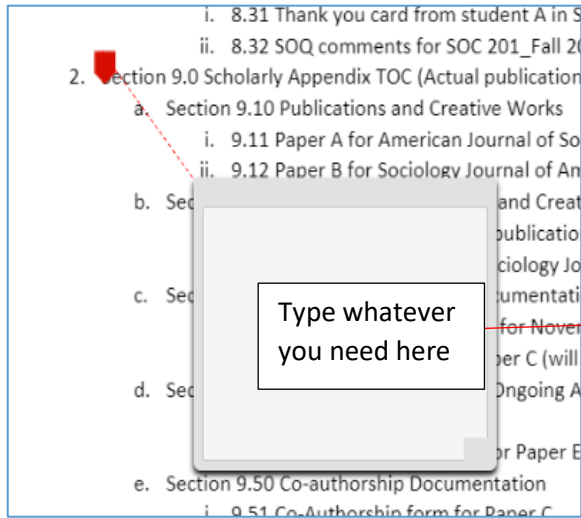 i. 8.31 Thank you card from student A in S
ii. 8.32 SOQ comments for SOC 201_Fall 20
2. Section 9.0 Scholarly Appendix TOC (Actual publication
a. Section 9.10 Publications and Creative Works
i. 9.11 Paper A for American Journal of So
ii. 9.12 Paper B for Sociology Journal of Am
b. Sec and Creat
publicatio
ciology Jo
c. Sec umentati
Type whatever
for Nover
you need here
per C (will
d. Sec Ongoing A
or Paper E
e. Section 9.50 Co-authorship Documentation
i. 9.51 Co-Authorship form for Paper C